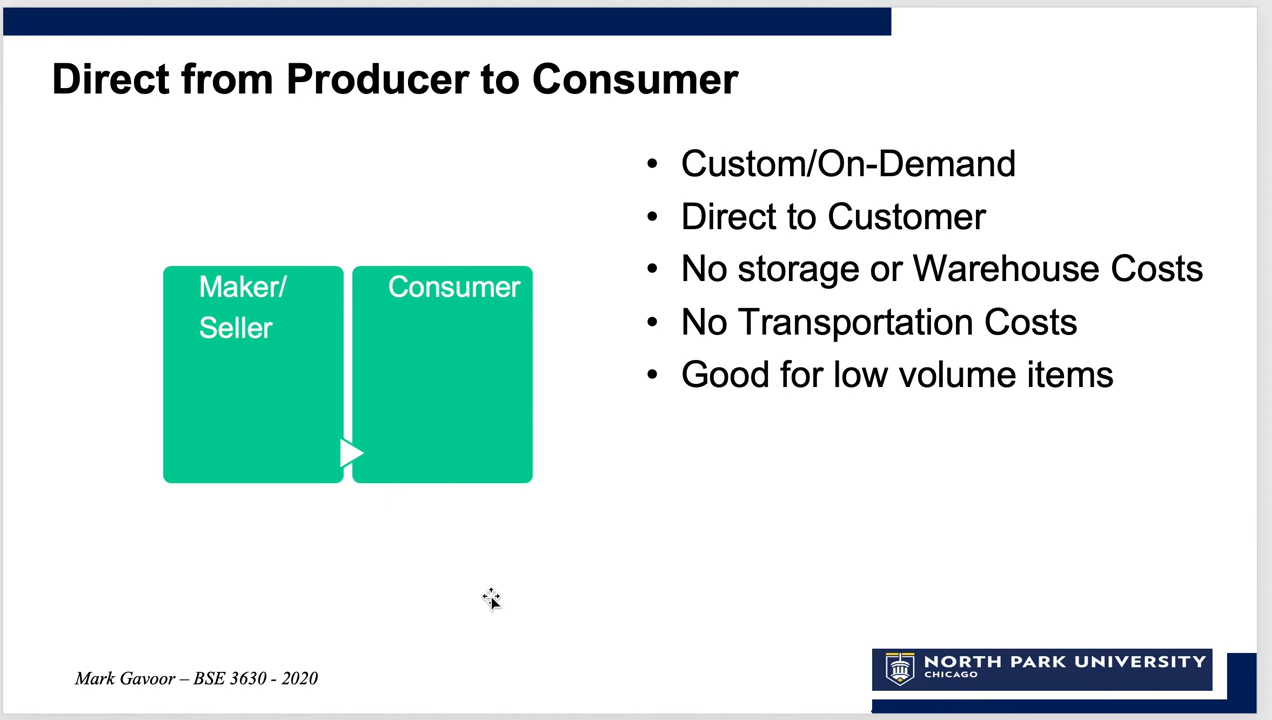 Direct from Producer to Consumer
Maker/
Seller
Consumer
• Custom/On-Demand
• Direct to Customer
• No storage or Warehouse Costs
• No Transportation Costs
• Good for low volume items
Mark Gavoor – BSE 3630 - 2020
NORTH PARK UNIVERSITY
CHICAGO